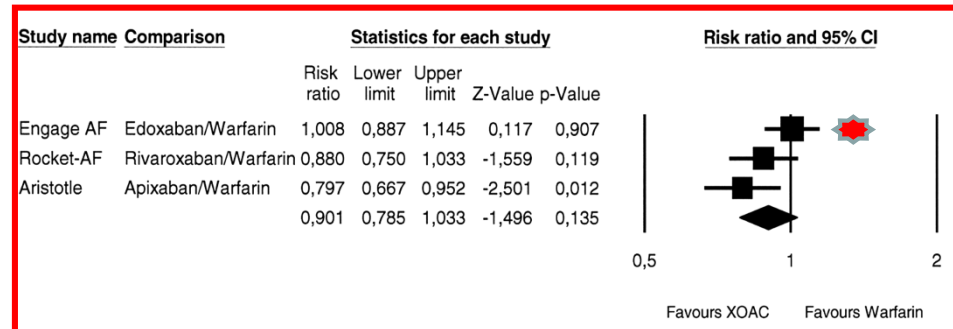 Study name Comparison Statistics for each study Risk ratio and 95% CI
Risk Lower Upper
ratio limit limit Z-Value p-Value
Engage AF Edoxaban/Warfarin 1,008 0,887 1,145 0,117 0,907
Rocket-AF Rivaroxaban/Warfarin 0,880 0,750 1,033 -1,559 0,119
Aristotle Apixaban/Warfarin 0,797 0,667 0,952 -2,501 0,012
0,901 0,785 1,033 -1,496 0,135
0,5 1 2
Favours XOAC Favours Warfarin